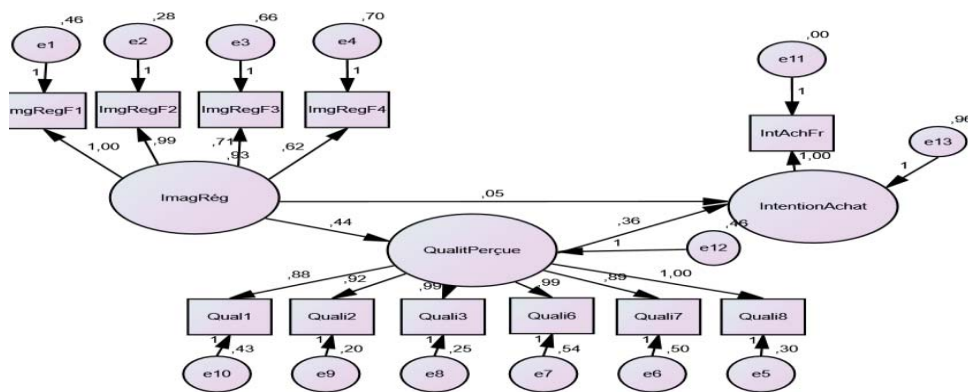 ,46
,28
,66
,70
e1
e2
e3
e4
,00
e11
1
1
1
1
1
mgRegF1
ImgRegF2
ImgRegF3
ImgRegF4
IntAchFr
,96
e13
1,00
,99
,71
,93
,62
1,00
1
ImagRég
,05
IntentionAchat
,44
,36
,46
QualitPerçue
1
e12
,88
,92
,99
,99
,89
1,00
Qual1
Quali2
Quali3
Quali6
Quali7
Quali8
1
1
1
1
1
1
,43
,20
,25
,54
,50
,30
e10
e9
e8
e7
e6
e5